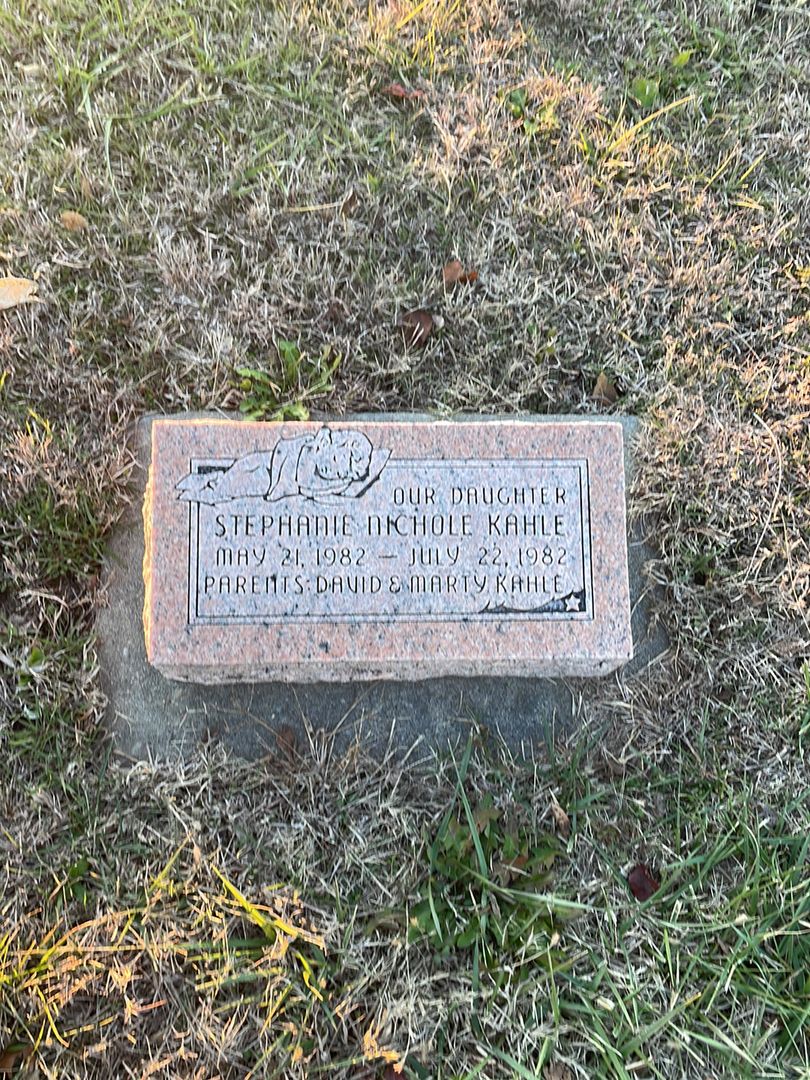 OUR DAUGHTER
STEPHANIE NICHOLE KAHLE
MAY 21, 1982 — JULY 22, 1982
PARENTS: DAVID & MARTY KAHLE